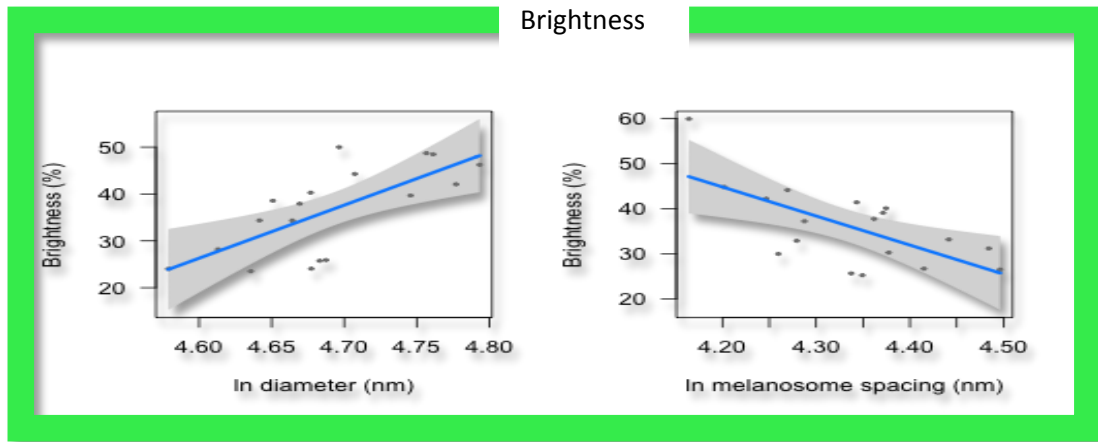 Brightness
Brightness (%)
50
40
30
20
4.60 4.65 4.70 4.75 4.80
ln diameter (nm)
Brightness (%)
60
50
40
30
20
4.20 4.30 4.40 4.50
ln melanosome spacing (nm)